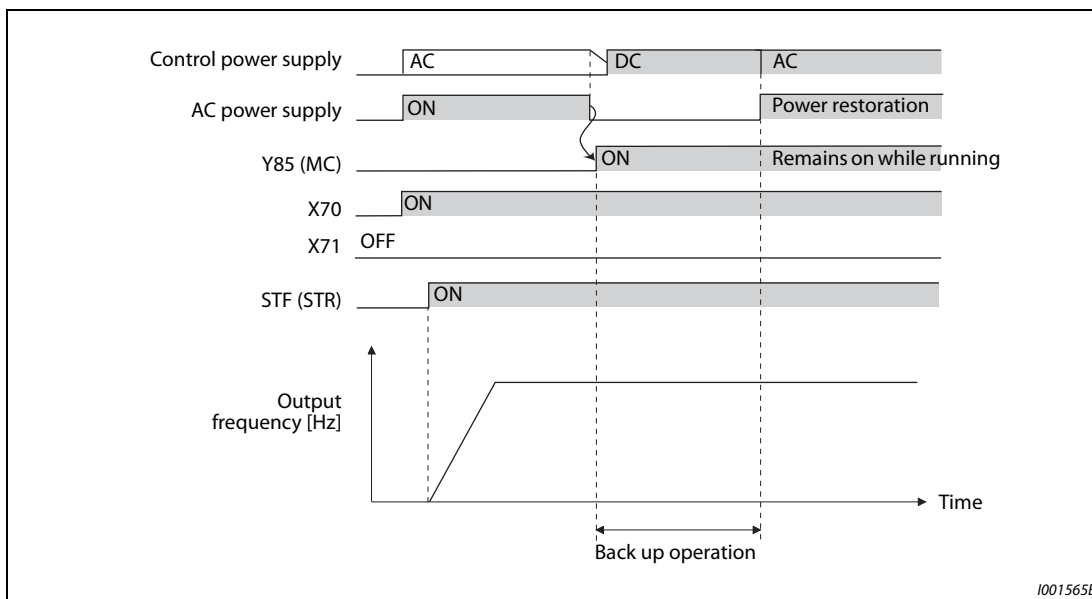 Control power supply AC DC AC
AC power supply ON Power restoration
Y85 (MC) ON Remains on while running
X70 ON
X71 OFF
STF (STR) ON
Output
frequency [Hz]
Time
Back up operation
I001565E